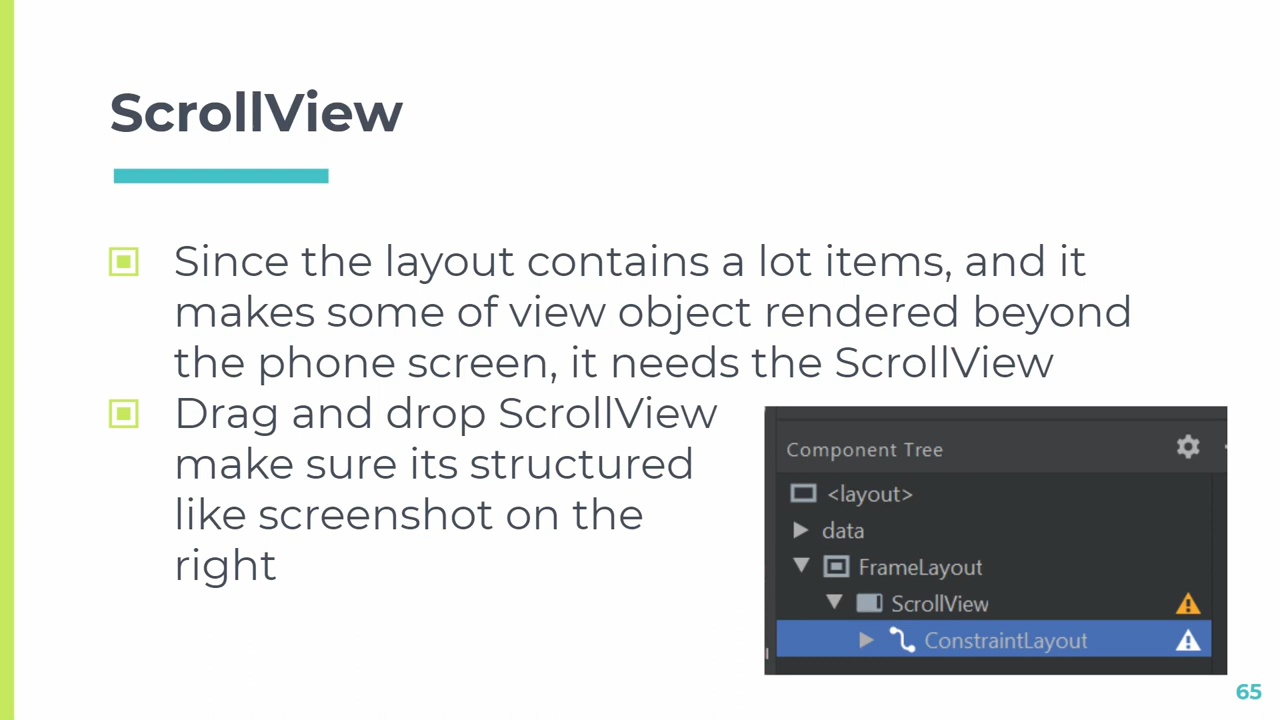 ScrollView
Since the layout contains a lot items, and it
makes some of view object rendered beyond
the phone screen, it needs the ScrollView
Drag and drop ScrollView
make sure its structured
like screenshot on the
right
Component Tree
<layout>
data
FrameLayout
ScrollView
ConstraintLayout
65